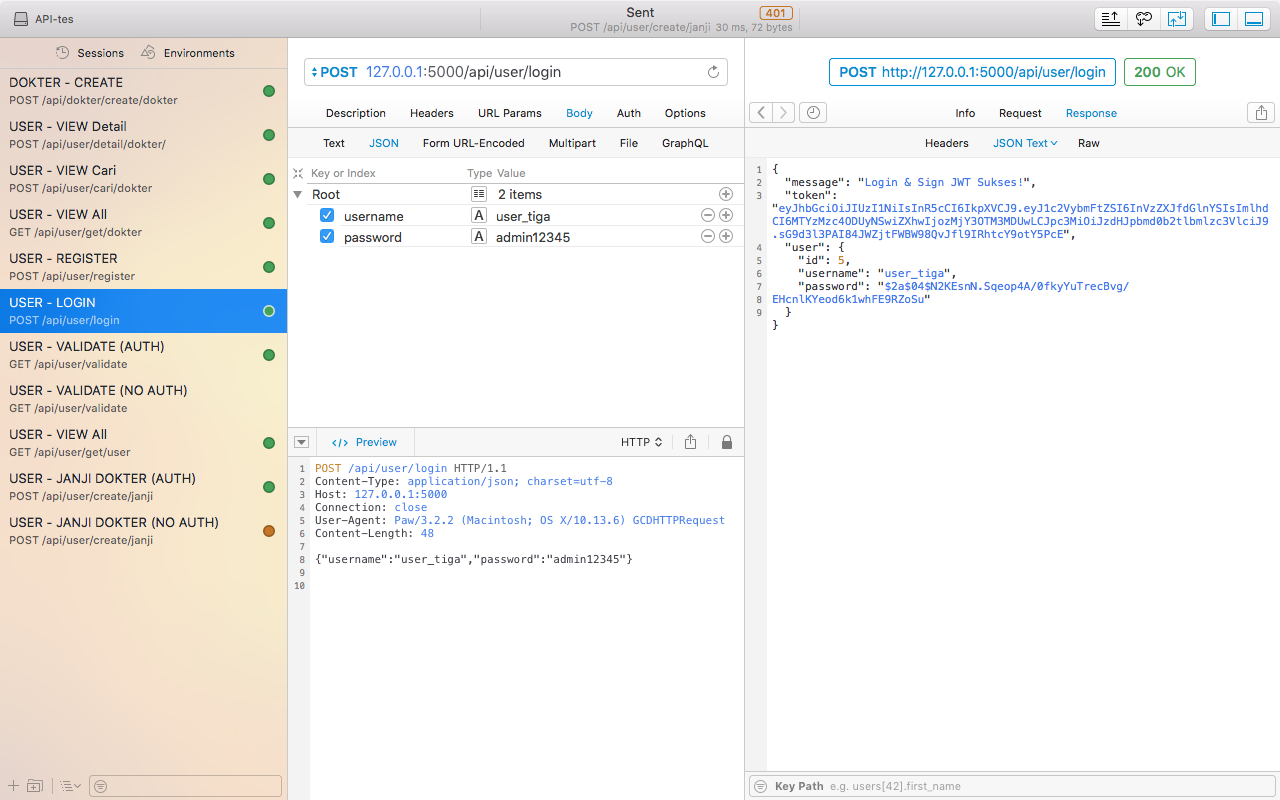 API-tes
Sent
401
POST /api/user/create/janji 30 ms, 72 bytes
Sessions
Environments
DOKTER - CREATE
POST /api/dokter/create/dokter
USER - VIEW Detail
POST /api/user/detail/dokter/
USER - VIEW Cari
POST /api/user/cari/dokter
USER - VIEW All
GET /api/user/get/dokter
USER - REGISTER
POST /api/user/register
USER - LOGIN
POST /api/user/login
USER - VALIDATE (AUTH)
GET /api/user/validate
USER - VALIDATE (NO AUTH)
GET /api/user/validate
USER - VIEW All
GET /api/user/get/user
USER - JANJI DOKTER (AUTH)
POST /api/user/create/janji
USER - JANJI DOKTER (NO AUTH)
POST /api/user/create/janji
POST 127.0.0.1:5000/api/user/login
Description Headers URL Params Body Auth Options
Text JSON Form URL-Encoded Multipart File GraphQL
Key or Index Type Value
Root 2 items
username A user_tiga
password A admin12345
</> Preview HTTP
1 POST /api/user/login HTTP/1.1
2 Content-Type: application/json; charset=utf-8
3 Host: 127.0.0.1:5000
4 Connection: close
5 User-Agent: Paw/3.2.2 (Macintosh; OS X/10.13.6) GCDHTTPRequest
6 Content-Length: 48
7
8 {"username":"user_tiga","password":"admin12345"}
9
10
POST http://127.0.0.1:5000/api/user/login 200 OK
Info Request Response
Headers JSON Text Raw
1 {
2 "message": "Login & Sign JWT Sukses!",
3 "token":
"eyJhbGciOiJIUzI1NiIsInR5cCI6IkpXVCJ9.eyJ1c2VybmFtZSI6InVzZXJfdGlnYSIsImlhd
CI6MTYzMzc4ODUyNSwiZXhwIjozMjY3OTM3MDUwLCJpc3MiOiJzdHJpbmd0b2tlbmlzc3VlciJ9
.sG9d3l3PAI84JWZjtFWBW98QvJfl9IRhtcY9otY5PcE",
4 "user": {
5 "id": 5,
6 "username": "user_tiga",
7 "password": "$2a$04$N2KEsnN.Sqeop4A/0fkyYuTrecBvg/
8 EHcnlKYeod6k1whFE9RZoSu"
9 }
}
Key Path e.g. users[42].first_name